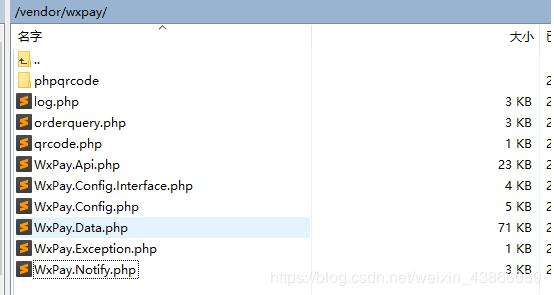 /vendor/wxpay/
名字 大小 已
..
phpqrcode 2
log.php 3 KB 2
orderquery.php 3 KB 2
qrcode.php 1 KB 2
WxPay.Api.php 23 KB 2
WxPay.Config.Interface.php 4 KB 2
WxPay.Config.php 5 KB 2
WxPay.Data.php 71 KB 2
WxPay.Exception.php 1 KB 2
WxPay.Notify.php 3 KB 2
https://blog.csdn.net/weixin_43866089